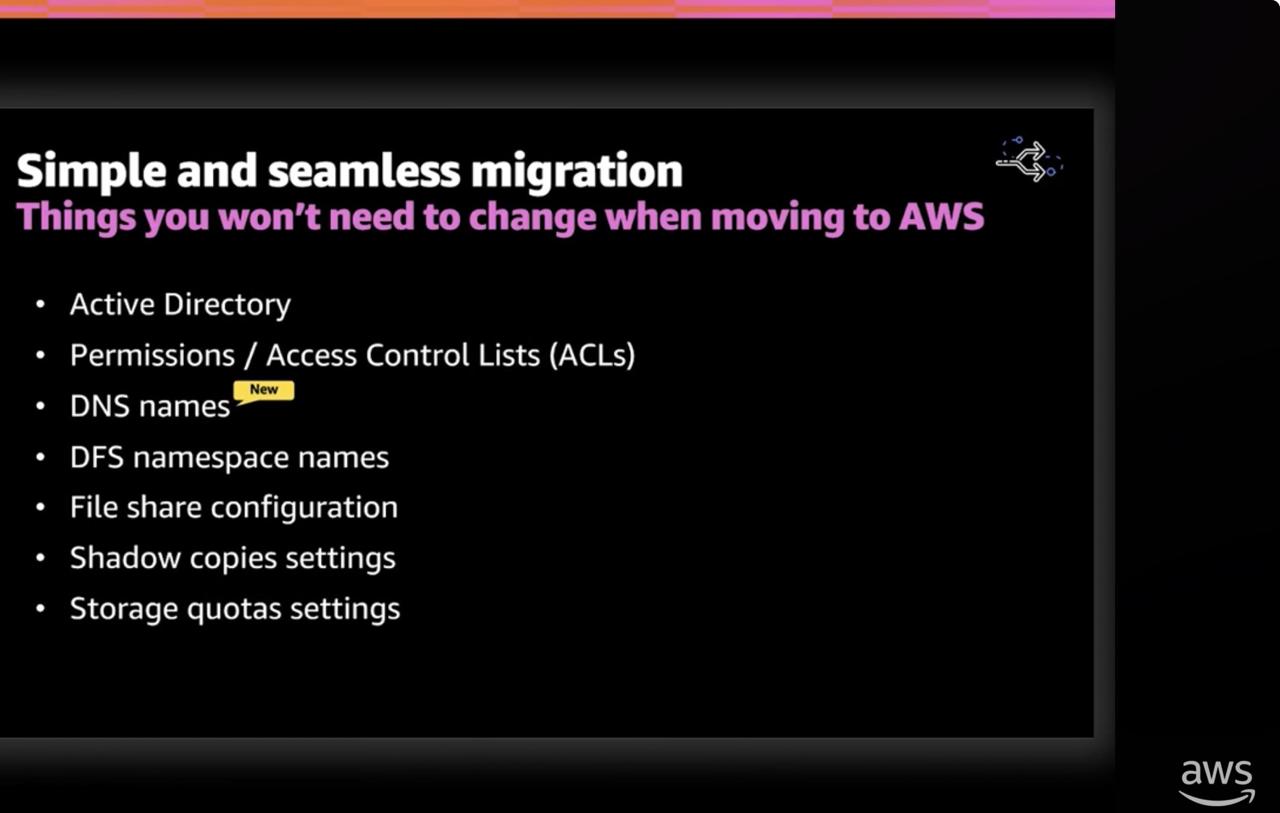 Simple and seamless migration
Things you won’t need to change when moving to AWS
• Active Directory
• Permissions / Access Control Lists (ACLs)
• DNS names New
• DFS namespace names
• File share configuration
• Shadow copies settings
• Storage quotas settings
aws